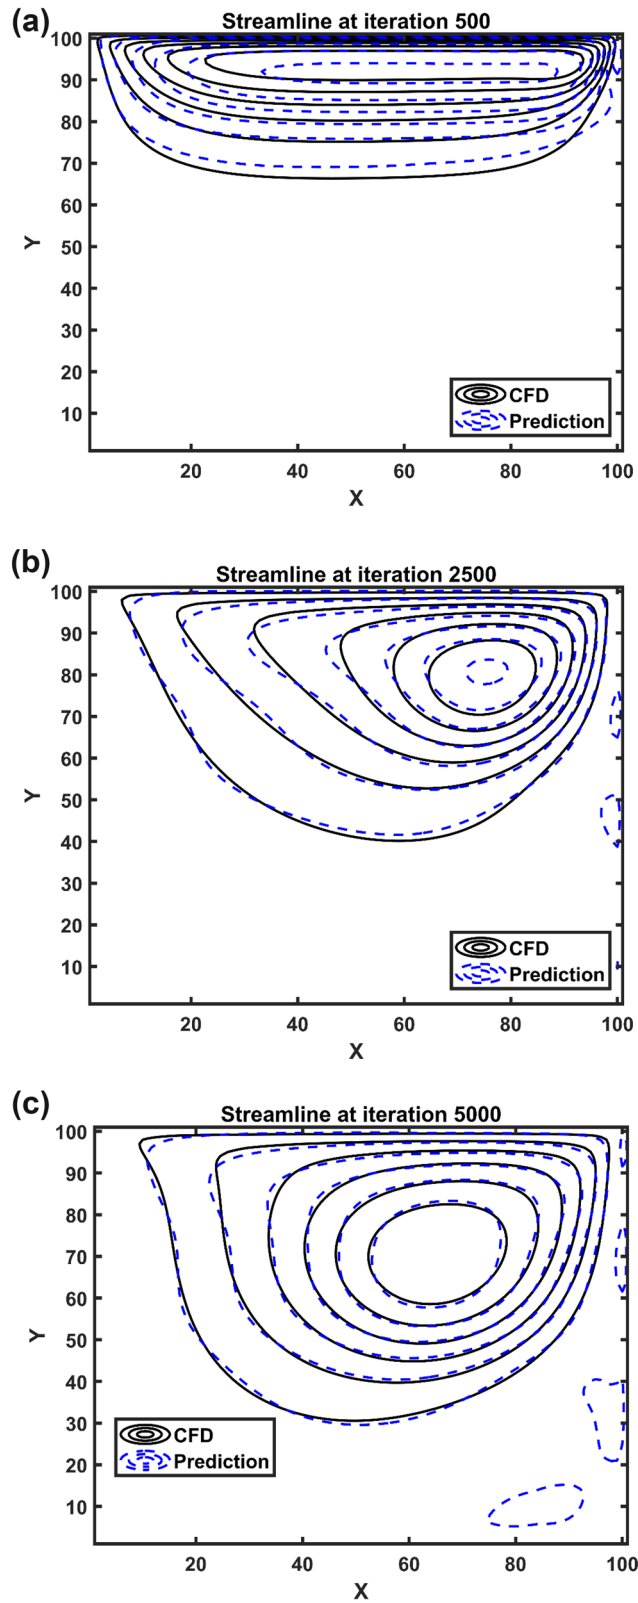 (a)
Streamline at iteration 500
100
90
80
70
60
50
40
30
20
10
Y
CFD
Prediction
20 40 60 80 100
X
(b)
Streamline at iteration 2500
100
90
80
70
60
50
40
30
20
10
Y
CFD
Prediction
20 40 60 80 100
X
(c)
Streamline at iteration 5000
100
90
80
70
60
50
40
30
20
10
Y
CFD
Prediction
20 40 60 80 100
X